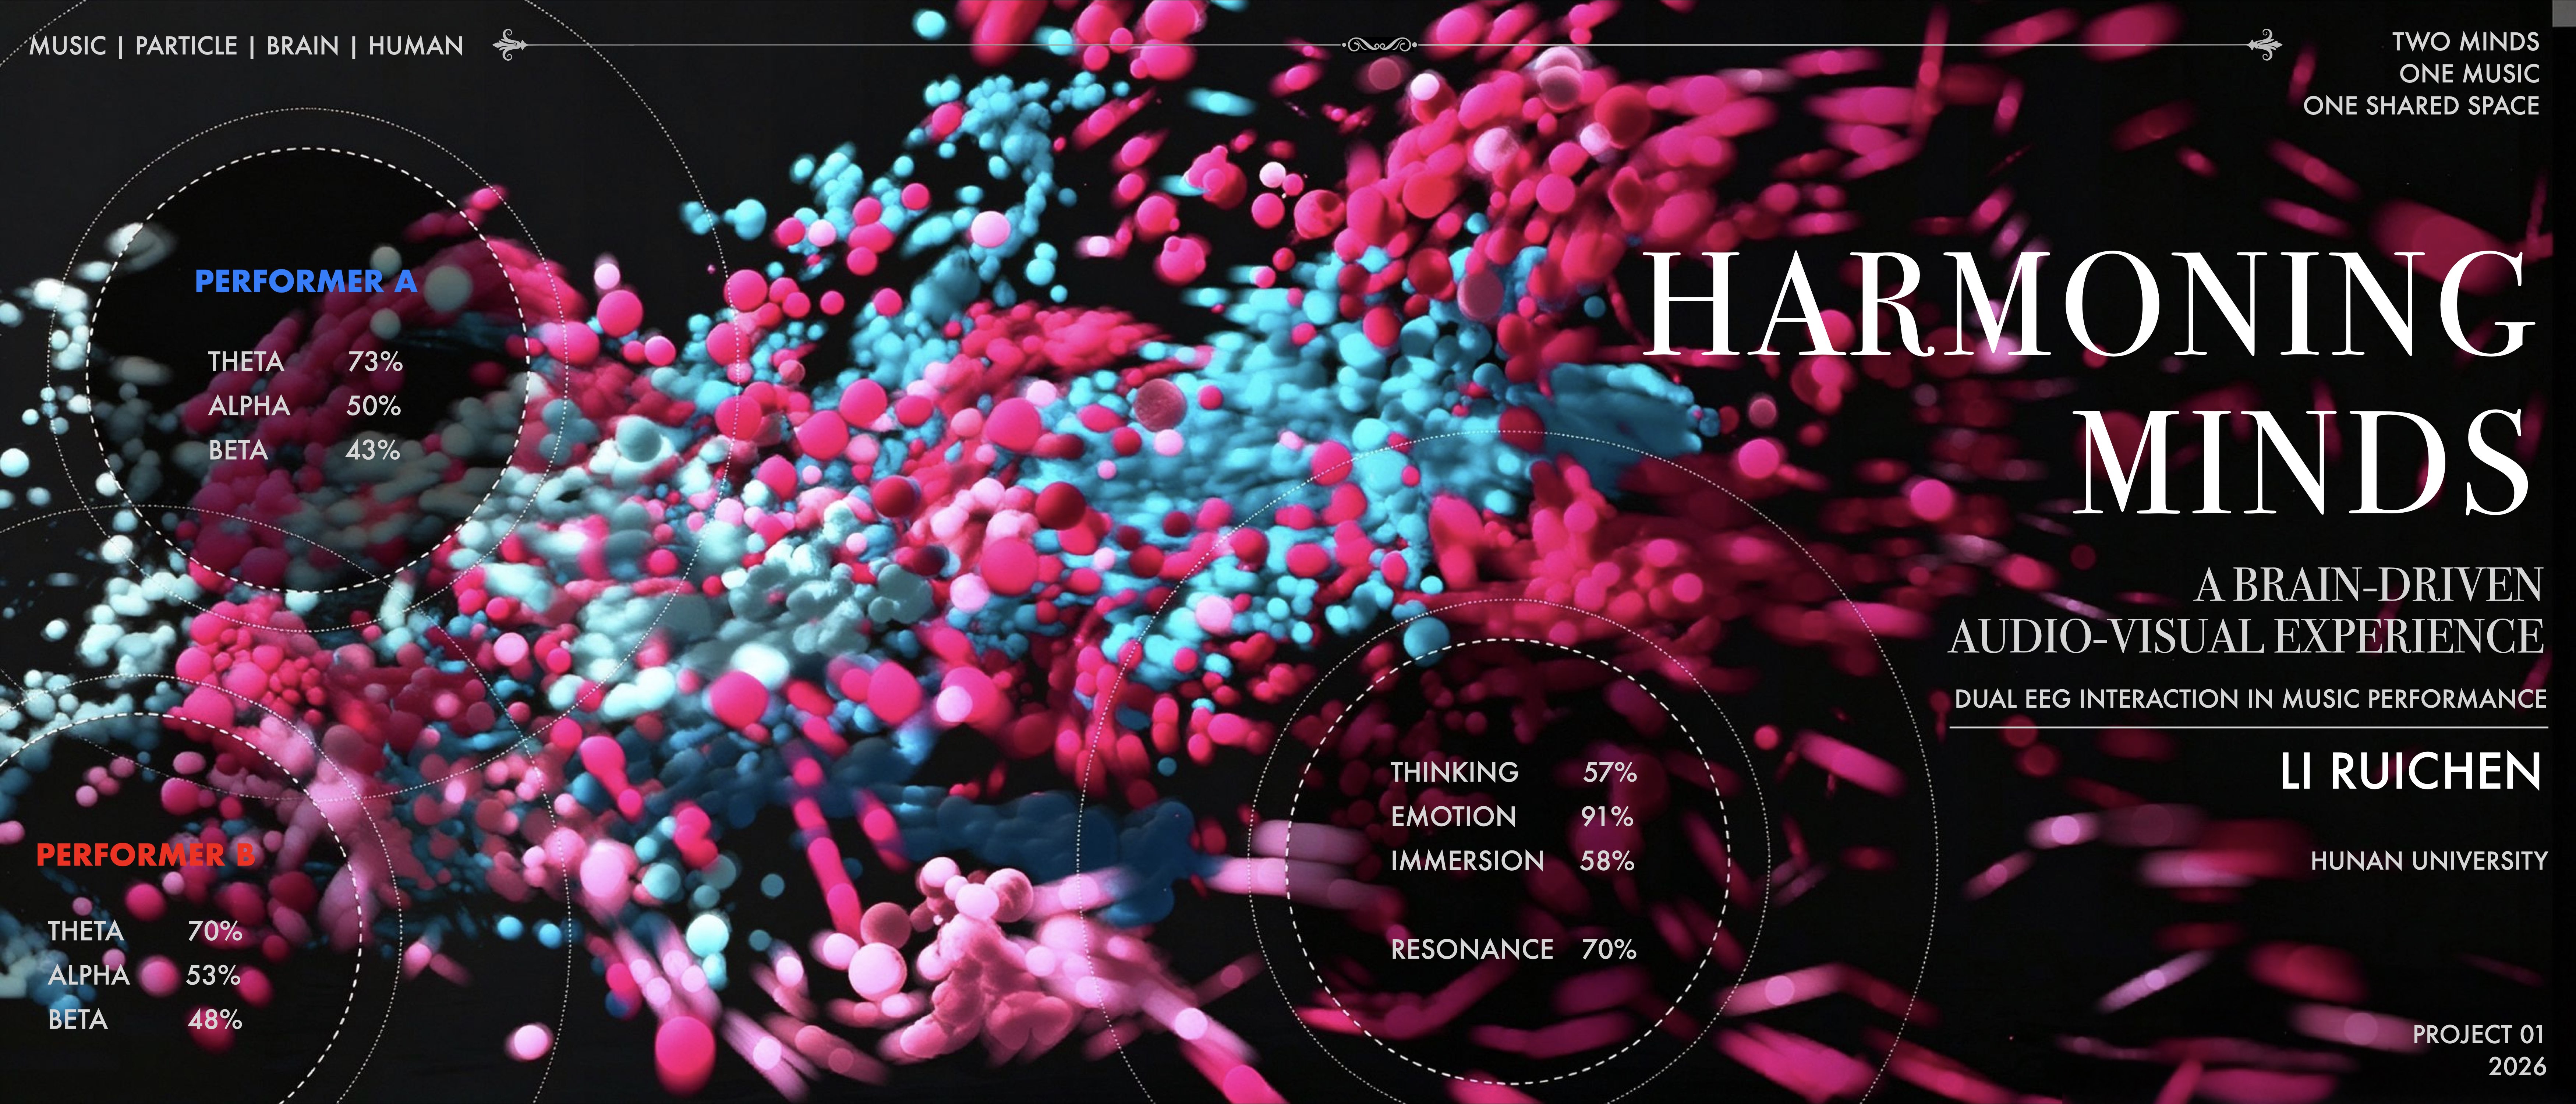 MUSIC | PARTICLE | BRAIN | HUMAN
TWO MINDS
ONE MUSIC
ONE SHARED SPACE
PERFORMER A
THETA 73%
ALPHA 50%
BETA 43%
HARMONING
MINDS
A BRAIN-DRIVEN
AUDIO-VISUAL EXPERIENCE
DUAL EEG INTERACTION IN MUSIC PERFORMANCE
LI RUICHEN
HUNAN UNIVERSITY
PERFORMER B
THETA 70%
ALPHA 53%
BETA 48%
THINKING 57%
EMOTION 91%
IMMERSION 58%
RESONANCE 70%
PROJECT 01
2026